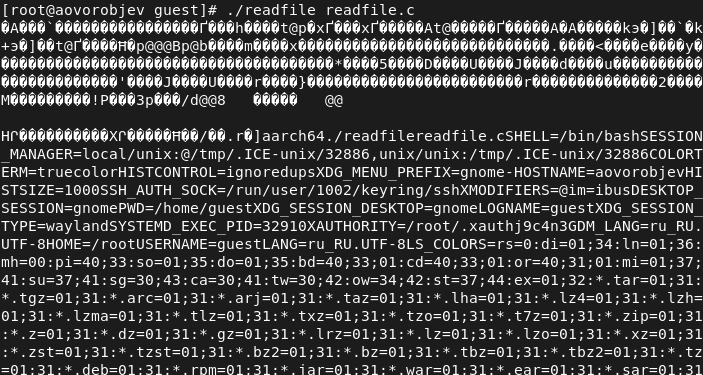 [root@aovorobjev guest]# ./readfile readfile.c
+э�]��t@Ґ����Ħ�p@@@Bp@b����m����x�������������������������������.����<����e����y�
�������������������������������������������*����5����D����U����J����d����u�����������
���������������'����J����U����r����}���������������������������r����������������2����
M����������!P���3p���/d@@8   �����   @@
HՐ�����������XՐ�����Ħ��/��.r�]aarch64./readfilereadfile.cSHELL=/bin/bashSESSION
_MANAGER=local/unix:@/tmp/.ICE-unix/32886,unix/unix:/tmp/.ICE-unix/32886COLORT
ERM=truecolorHISTCONTROL=ignoredupsXDG_MENU_PREFIX=gnome-HOSTNAME=aovorobjevHI
STSIZE=1000SSH_AUTH_SOCK=/run/user/1002/keyring/sshXMODIFIERS=@im=ibusDESKTOP_
SESSION=gnomePWD=/home/guestXDG_SESSION_DESKTOP=gnomeLOGNAME=guestXDG_SESSION_
TYPE=waylandSYSTEMD_EXEC_PID=32910XAUTHORITY=/root/.xauthj9c4n3GDM_LANG=ru_RU.
UTF-8HOME=/rootUSERNAME=guestLANG=ru_RU.UTF-8LS_COLORS=rs=0:di=01;34:ln=01;36:
mh=00:pi=40;33:so=01;35:do=01;35:bd=40;33;01:cd=40;33;01:or=40;31;01:mi=01;37;
41:su=37;41:sg=30;43:ca=30;41:tw=30;42:ow=34;42:st=37;44:ex=01;32:*.tar=01;31:
*.tgz=01;31:*.arc=01;31:*.arj=01;31:*.taz=01;31:*.lha=01;31:*.lz4=01;31:*.lzh=
01;31:*.lzma=01;31:*.tlz=01;31:*.txz=01;31:*.tzo=01;31:*.t7z=01;31:*.zip=01;31
:*.z=01;31:*.dz=01;31:*.gz=01;31:*.lrz=01;31:*.lz=01;31:*.lzo=01;31:*.xz=01;31
:*.zst=01;31:*.tzst=01;31:*.bz2=01;31:*.bz=01;31:*.tbz=01;31:*.tbz2=01;31:*.tz
=01;31:*.deb=01;31:*.rpm=01;31:*.jar=01;31:*.war=01;31:*.ear=01;31:*.sar=01;31